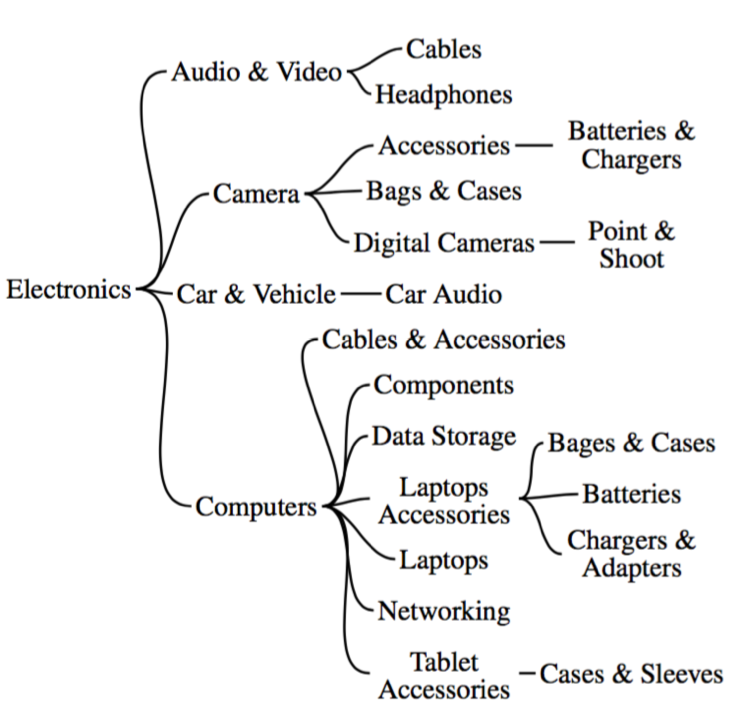 Cables
Audio & Video
Headphones
Accessories
Batteries &
Chargers
Camera
Bags & Cases
Digital Cameras
Point &
Shoot
Electronics
Car & Vehicle
Car Audio
Cables & Accessories
Components
Data Storage
Bages & Cases
Laptops
Accessories
Batteries
Computers
Chargers &
Adapters
Laptops
Networking
Tablet
Accessories
Cases & Sleeves